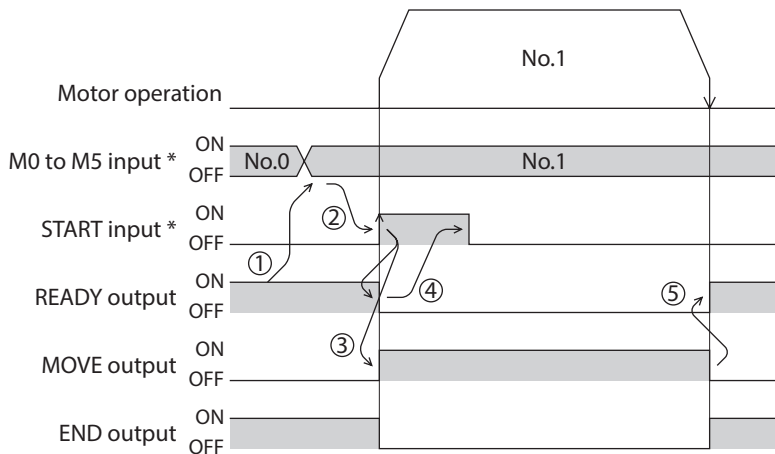 No.1
Motor operation
M0 to M5 input *
ON
OFF
No.0
No.1
START input *
ON
OFF
②
①
READY output
ON
OFF
④
⑤
③
MOVE output
ON
OFF
END output
ON
OFF